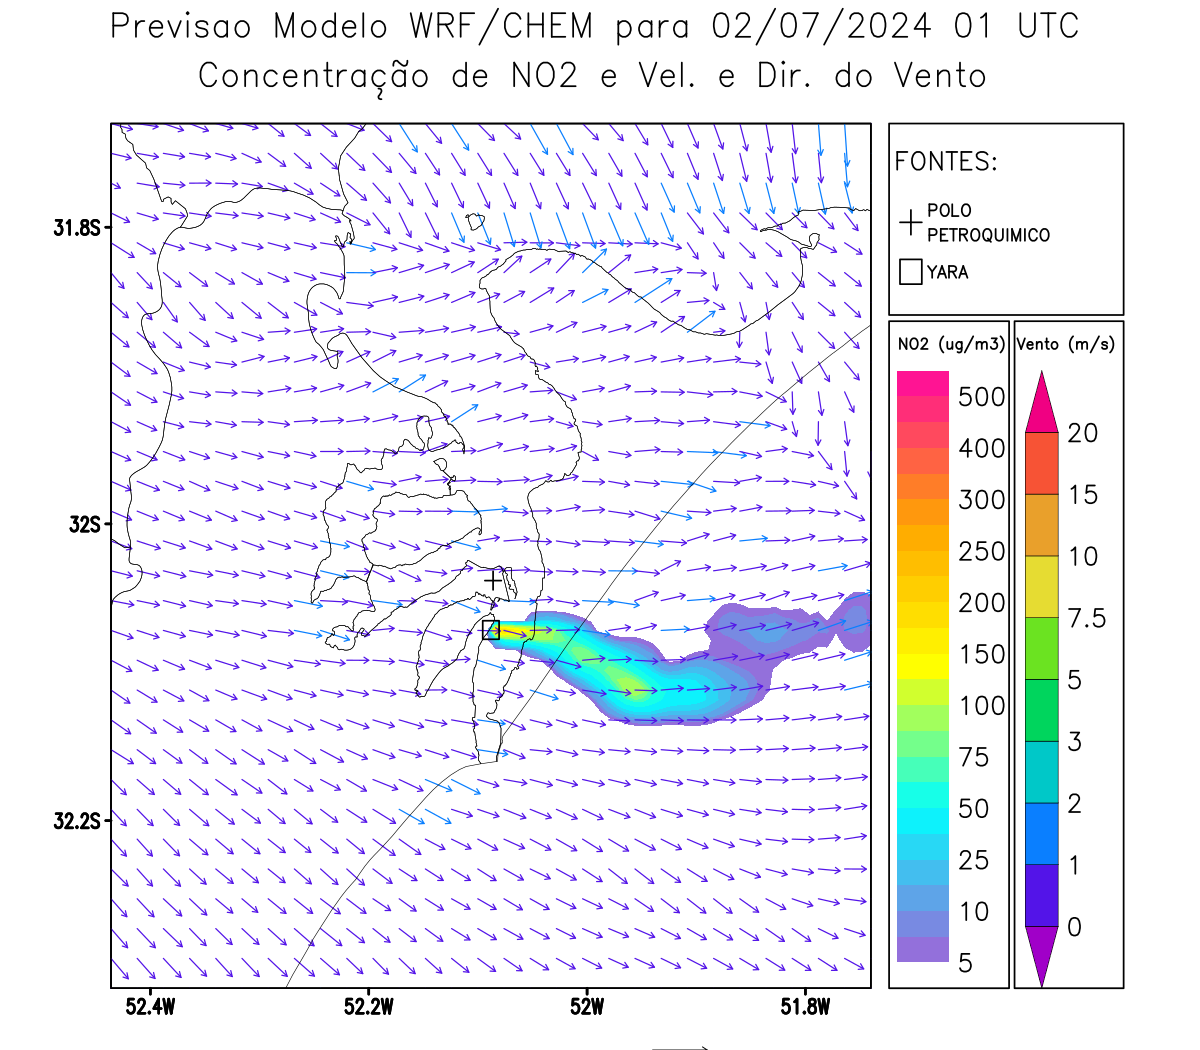 Previsao Modelo WRF/CHEM para 02/07/2024 01 UTC
Concentração de NO2 e Vel. e Dir. do Vento
FONTES:
POLO
PETROQUIMICO
YARA
31.8S
32S
32.2S
52.4W
52.2W
52W
51.8W
NO2 (ug/m3)
500
400
300
250
200
150
100
75
50
25
10
5
Vento (m/s)
20
15
10
7.5
5
3
2
1
0